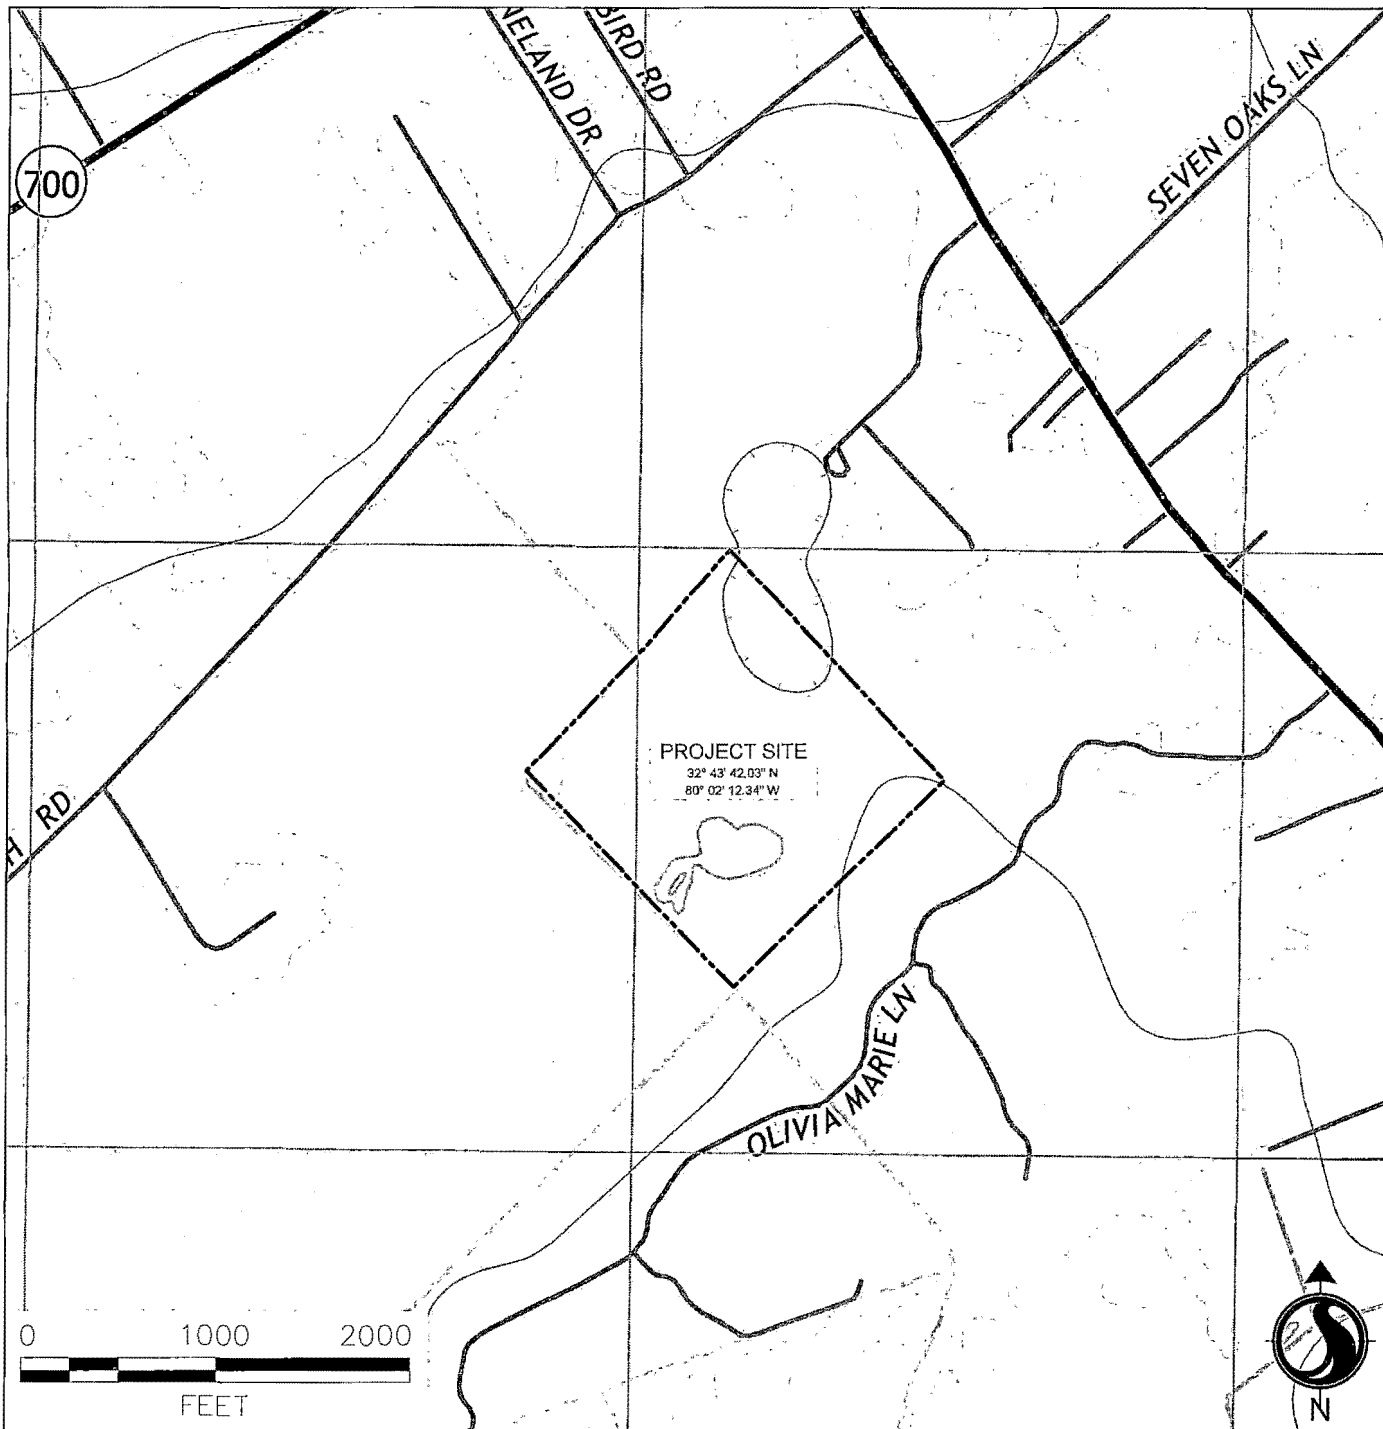 NELAND DR
BIRD RD
SEVEN OAKS LN
700
PROJECT SITE
32° 43' 42.03" N
80° 02' 12.34" W
H RD
OLIVIA MARIE LN
0 1000 2000
FEET
N